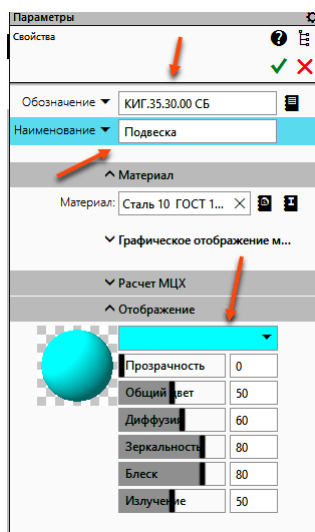 Параметры
Свойства
Обозначение КИГ.35.30.00 СБ
Наименование Подвеска
Материал
Материал: Сталь 10 ГОСТ 1...
Графическое отображение м...
Расчет МЦХ
Отображение
Прозрачность 0
Общий цвет 50
Диффузия 60
Зеркальность 80
Блеск 80
Излучение 50